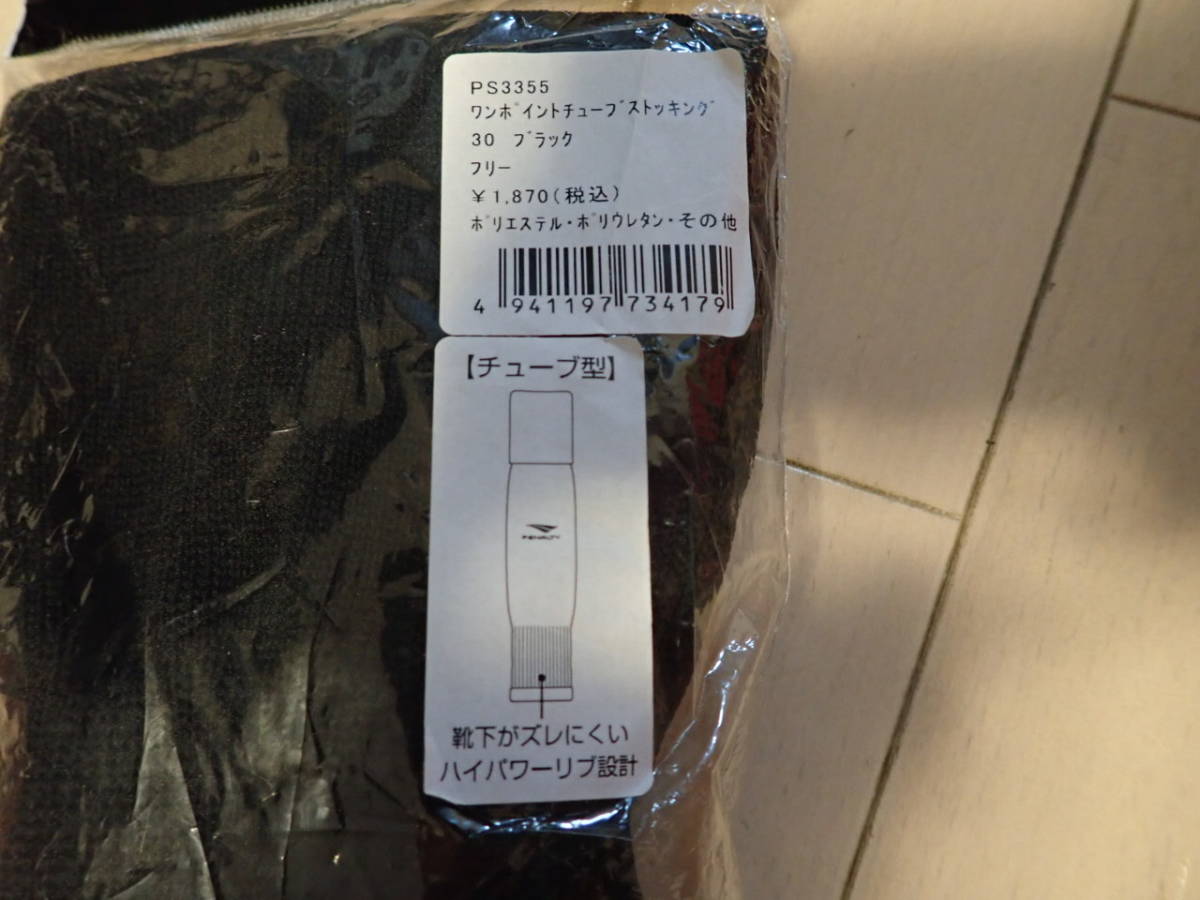 PS3355
ワンポイントチューブストッキング
30 ブラック
フリー
¥1,870(税込)
ポリエステル・ポリウレタン・その他
4 941197 734179
【チューブ型】
PENALTY
靴下がズレにくい
ハイパワーリブ設計